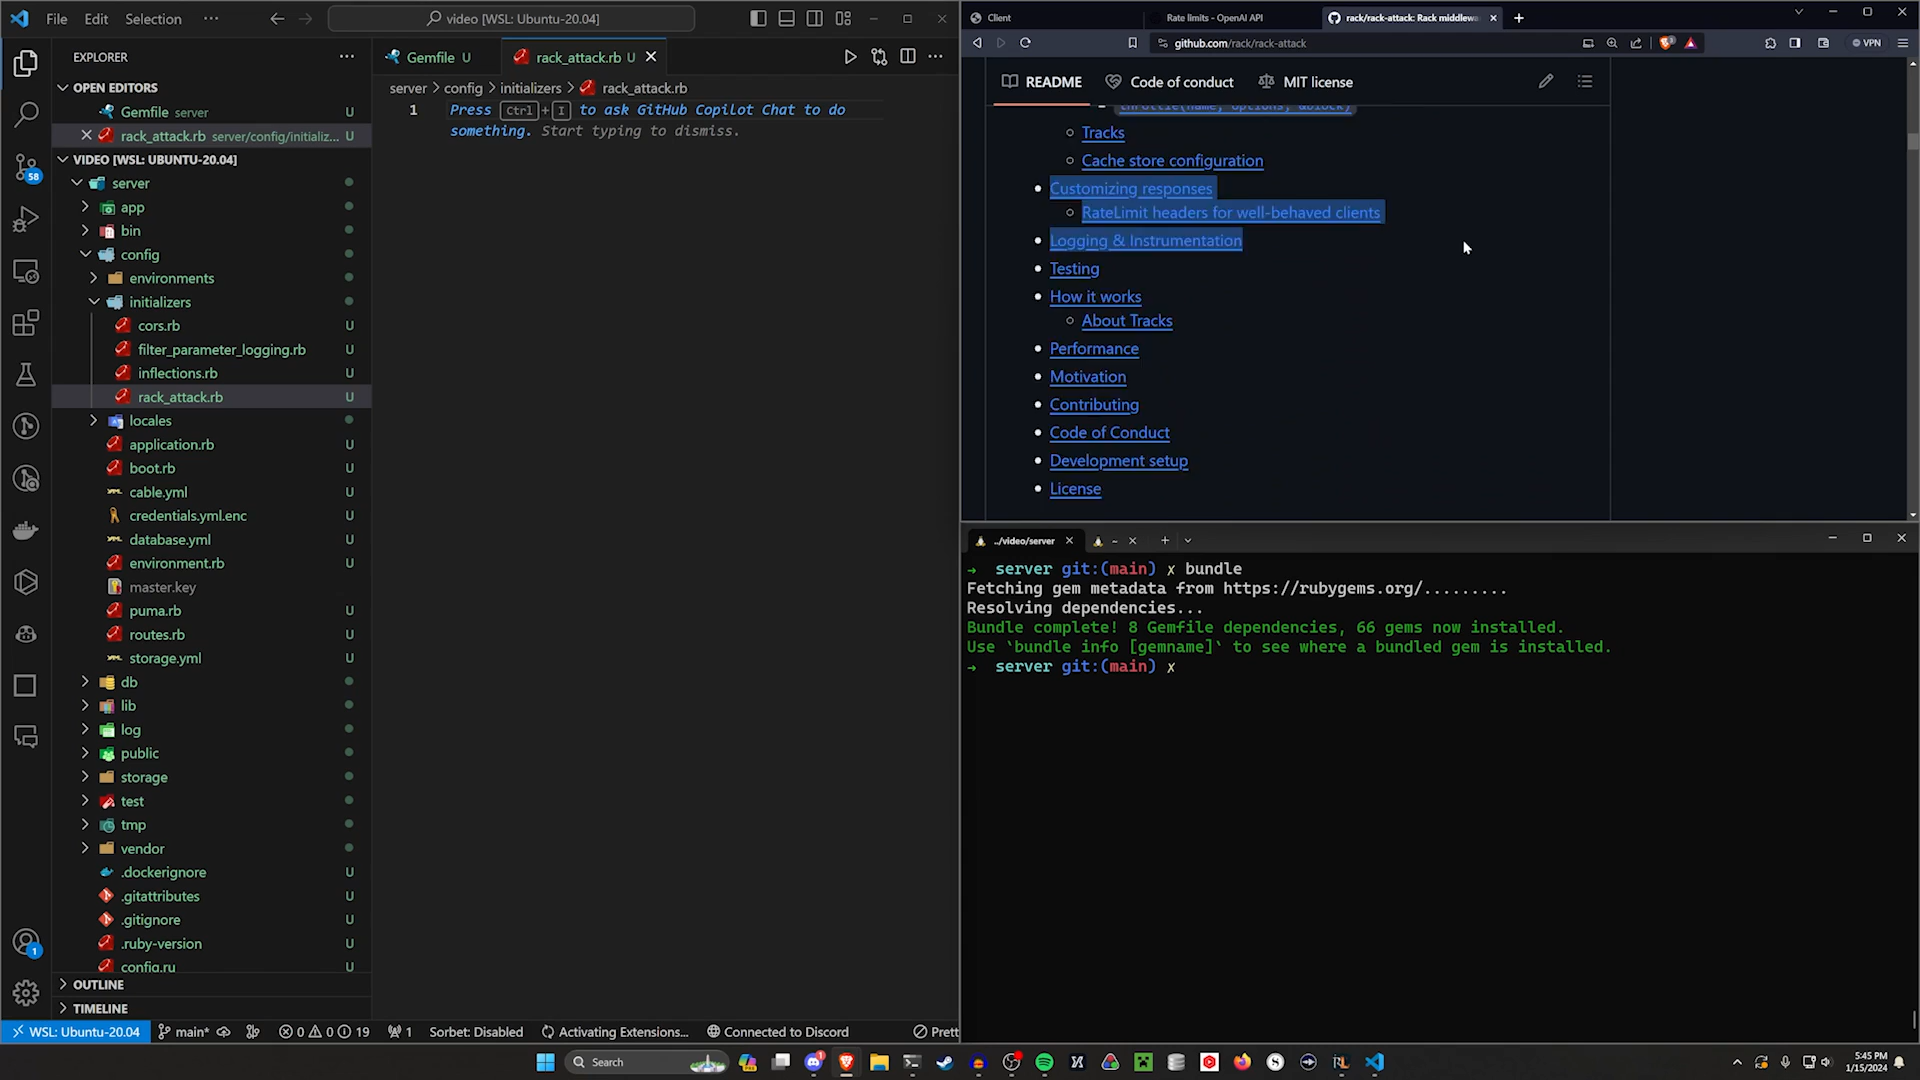 File Edit Selection ···
video [WSL: Ubuntu-20.04]
EXPLORER
OPEN EDITORS
Gemfile server U
rack_attack.rb server/config/initializ... U
VIDEO [WSL: UBUNTU-20.04]
server
app
bin
config
environments
initializers
cors.rb U
filter_parameter_logging.rb U
inflections.rb U
rack_attack.rb U
locales
application.rb U
boot.rb U
cable.yml U
credentials.yml.enc U
database.yml U
environment.rb U
master.key
puma.rb U
routes.rb U
storage.yml U
db
lib
log
public
storage
test
tmp
vendor
.dockerignore U
.gitattributes U
.gitignore U
.ruby-version U
config.ru U
OUTLINE
TIMELINE
58
1
Gemfile U
rack_attack.rb U
server > config > initializers > rack_attack.rb
1 Press Ctrl+I to ask GitHub Copilot Chat to do
something. Start typing to dismiss.
WSL: Ubuntu-20.04 main* 0 0 19 1 Sorbet: Disabled Activating Extensions... Connected to Discord Prett
Client
Rate limits - OpenAI API
rack/rack-attack: Rack middlew
github.com/rack/rack-attack
VPN
README Code of conduct MIT license
throttle(name, options, &block)
Tracks
Cache store configuration
Customizing responses
RateLimit headers for well-behaved clients
Logging & Instrumentation
Testing
How it works
About Tracks
Performance
Motivation
Contributing
Code of Conduct
Development setup
License
../video/server
~
→ server git:(main) ✗ bundle
Fetching gem metadata from https://rubygems.org/.........
Resolving dependencies...
Bundle complete! 8 Gemfile dependencies, 66 gems now installed.
Use `bundle info [gemname]` to see where a bundled gem is installed.
→ server git:(main) ✗
Search
5:45 PM
1/15/2024